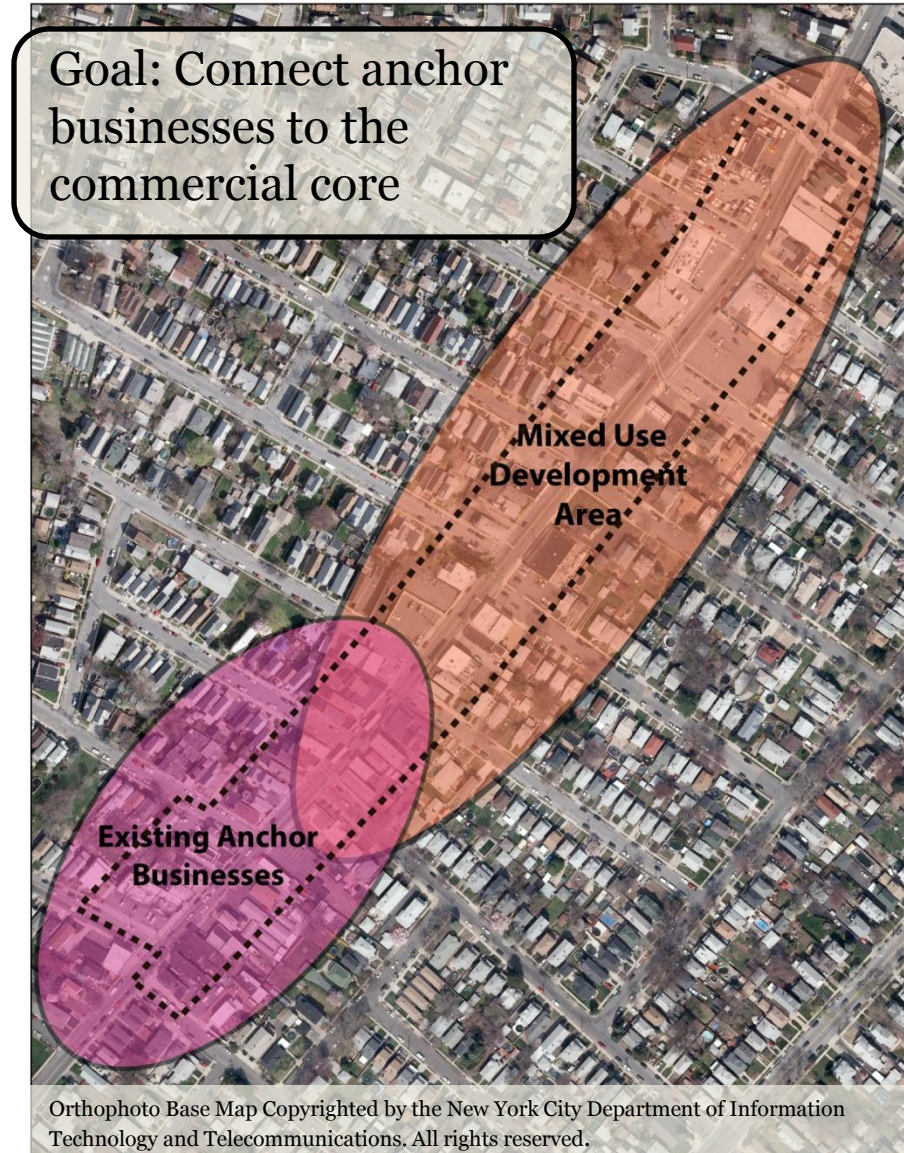 Goal: Connect anchor
businesses to the
commercial core
Mixed Use
Development
Area
Existing Anchor
Businesses
Orthophoto Base Map Copyrighted by the New York City Department of Information
Technology and Telecommunications. All rights reserved.